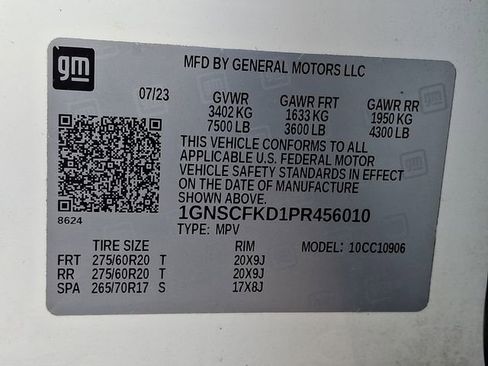 gm
MFD BY GENERAL MOTORS LLC
07/23 GVWR GAWR FRT GAWR RR
3402 KG 1633 KG 1950 KG
7500 LB 3600 LB 4300 LB
THIS VEHICLE CONFORMS TO ALL
APPLICABLE U.S. FEDERAL MOTOR
VEHICLE SAFETY STANDARDS IN EFFECT
ON THE DATE OF MANUFACTURE
8624
1GNSCFKD1PR456010
TYPE: MPV
TIRE SIZE RIM MODEL: 10CC10906
FRT 275/60R20 T 20X9J
RR 275/60R20 T 20X9J
SPA 265/70R17 S 17X8J